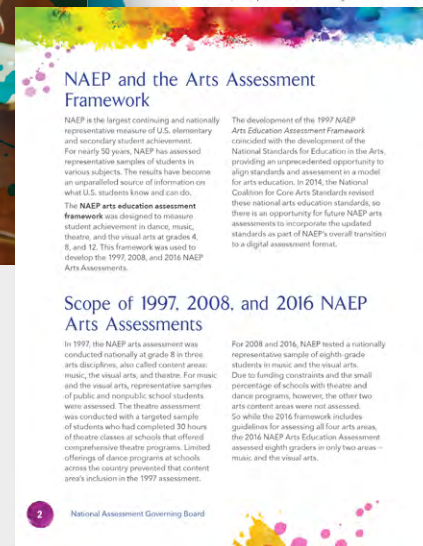 NAEP and the Arts Assessment
Framework
NAEP is the largest continuing and nationally
representative measure of U.S. elementary
and secondary student achievement.
For nearly 50 years, NAEP has assessed
representative samples of students in
various subjects. The results have become
an unparalleled source of information on
what U.S. students know and can do.
The NAEP arts education assessment
framework was designed to measure
student achievement in dance, music,
theatre, and the visual arts at grades 4,
8, and 12. This framework was used to
develop the 1997, 2008, and 2016 NAEP
Arts Assessments.
The development of the 1997 NAEP
Arts Education Assessment Framework
coincided with the development of the
National Standards for Education in the Arts,
providing an unprecedented opportunity to
align standards and assessment in a model
for arts education. In 2014, the National
Coalition for Core Arts Standards revised
these national arts education standards, so
there is an opportunity for future NAEP arts
assessments to incorporate the updated
standards as part of NAEP's overall transition
to a digital assessment format.
Scope of 1997, 2008, and 2016 NAEP
Arts Assessments
In 1997, the NAEP arts assessment was
conducted nationally at grade 8 in three
arts disciplines, also called content areas:
music, the visual arts, and theatre. For music
and the visual arts, representative samples
of public and nonpublic school students
were assessed. The theatre assessment
was conducted with a targeted sample
of students who had completed 30 hours
of theatre classes at schools that offered
comprehensive theatre programs. Limited
offerings of dance programs at schools
across the country prevented that content
area's inclusion in the 1997 assessment.
For 2008 and 2016, NAEP tested a nationally
representative sample of eighth-grade
students in music and the visual arts.
Due to funding constraints and the small
percentage of schools with theatre and
dance programs, however, the other two
arts content areas were not assessed.
So while the 2016 framework includes
guidelines for assessing all four arts areas,
the 2016 NAEP Arts Education Assessment
assessed eighth graders in only two areas –
music and the visual arts.
2 National Assessment Governing Board